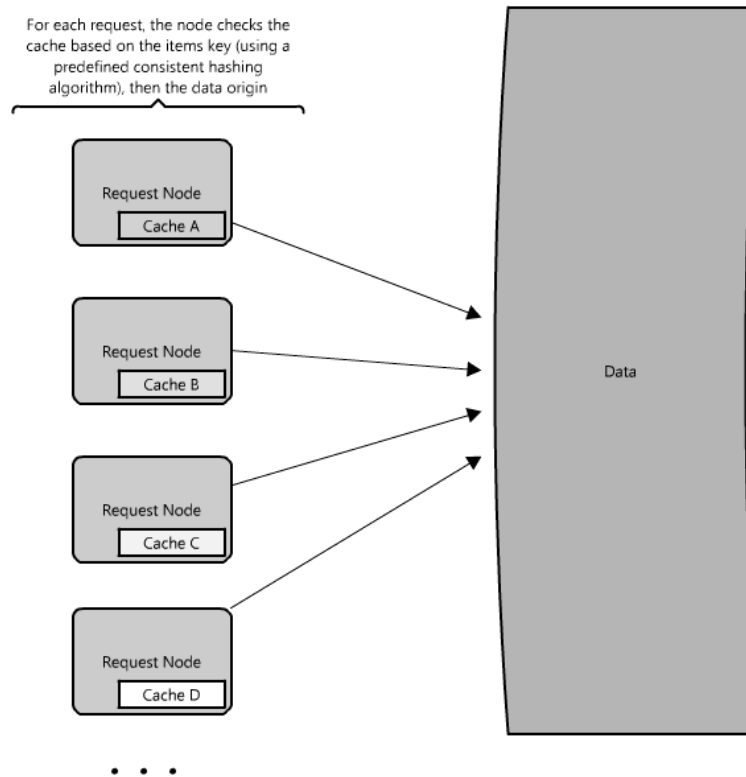 For each request, the node checks the
cache based on the items key (using a
predefined consistent hashing
algorithm), then the data origin
Request Node
Cache A
Request Node
Cache B
Data
Request Node
Cache C
Request Node
Cache D
• • •